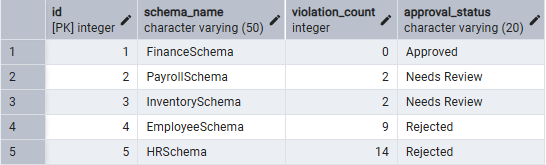 id schema_name violation_count approval_status
[PK] integer character varying (50) integer character varying (20)
1 1 FinanceSchema 0 Approved
2 2 PayrollSchema 2 Needs Review
3 3 InventorySchema 2 Needs Review
4 4 EmployeeSchema 9 Rejected
5 5 HRSchema 14 Rejected